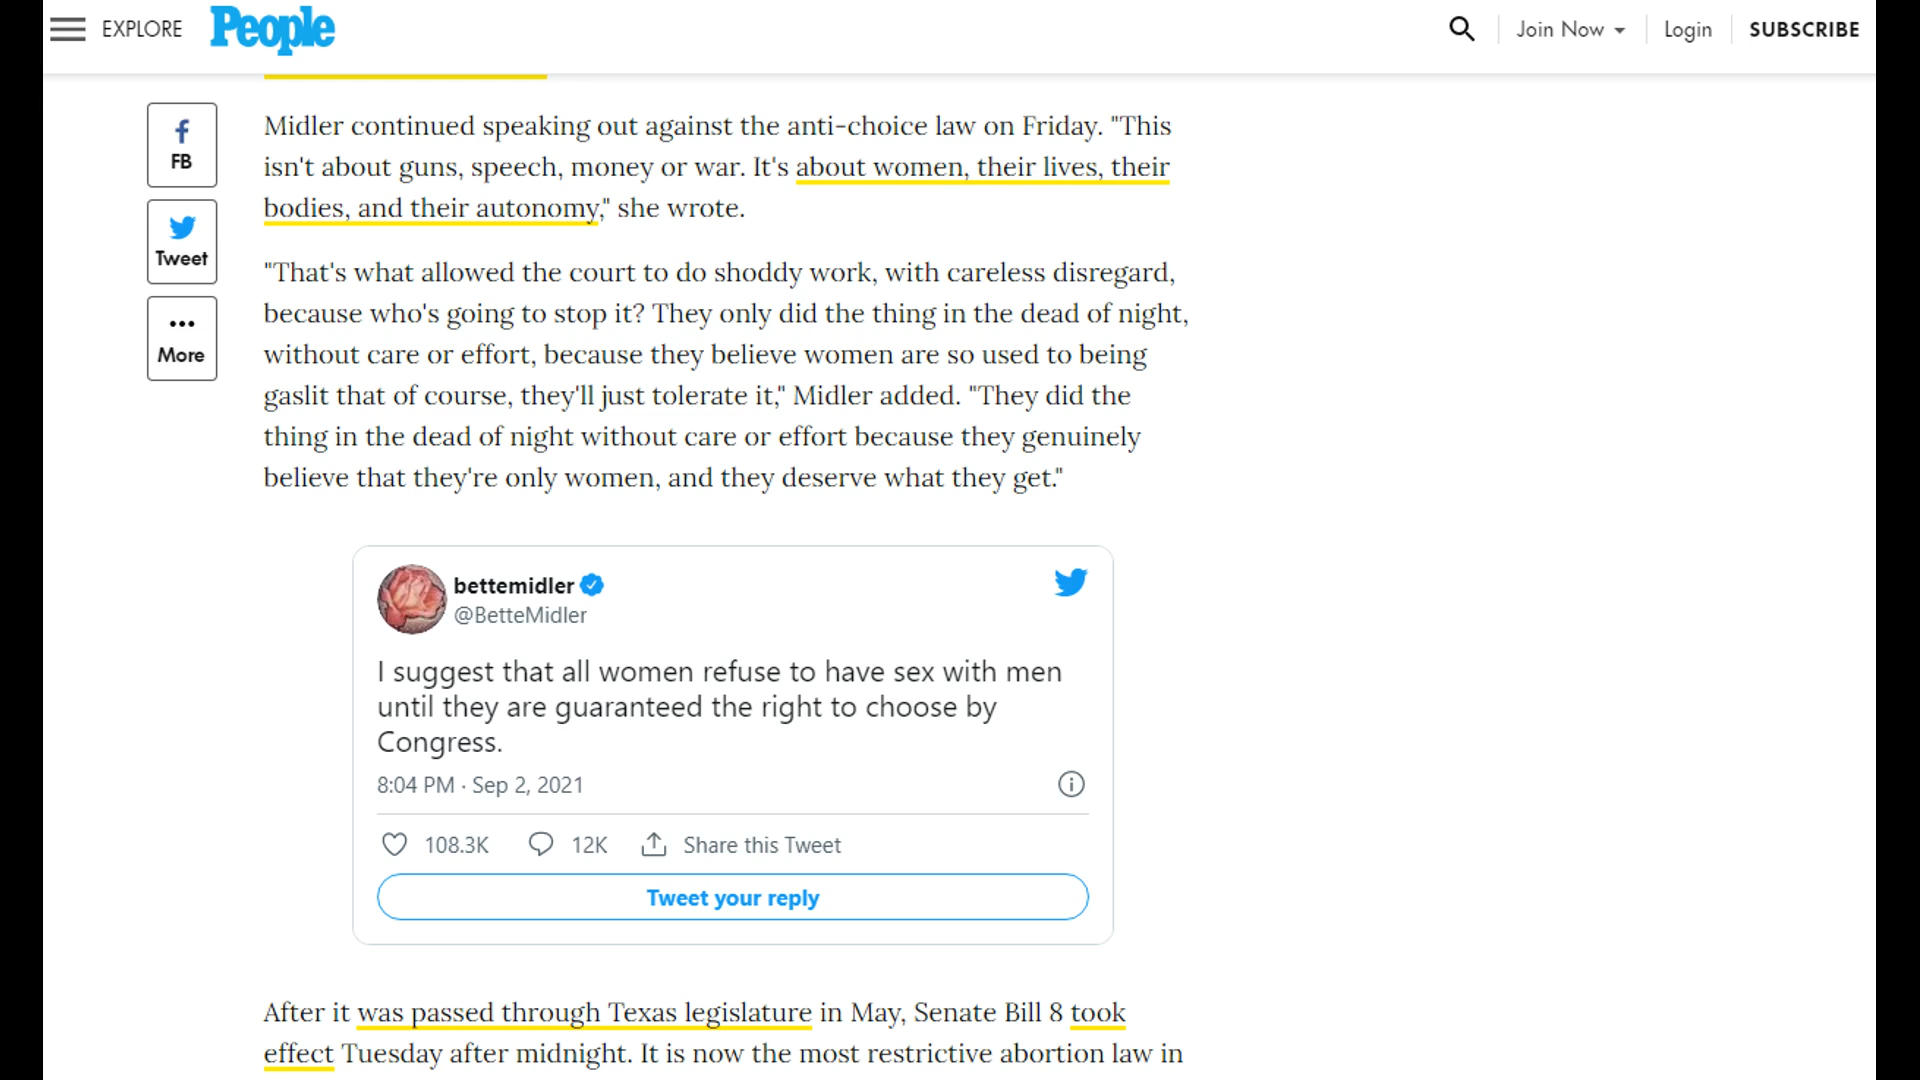 EXPLORE
People
Join Now
Login
SUBSCRIBE
FB
Tweet
More
Midler continued speaking out against the anti-choice law on Friday. "This
isn't about guns, speech, money or war. It's about women, their lives, their
bodies, and their autonomy," she wrote.
"That's what allowed the court to do shoddy work, with careless disregard,
because who's going to stop it? They only did the thing in the dead of night,
without care or effort, because they believe women are so used to being
gaslit that of course, they'll just tolerate it," Midler added. "They did the
thing in the dead of night without care or effort because they genuinely
believe that they're only women, and they deserve what they get."
bettemidler
@BetteMidler
I suggest that all women refuse to have sex with men
until they are guaranteed the right to choose by
Congress.
8:04 PM · Sep 2, 2021
108.3K
12K
Share this Tweet
Tweet your reply
After it was passed through Texas legislature in May, Senate Bill 8 took
effect Tuesday after midnight. It is now the most restrictive abortion law in